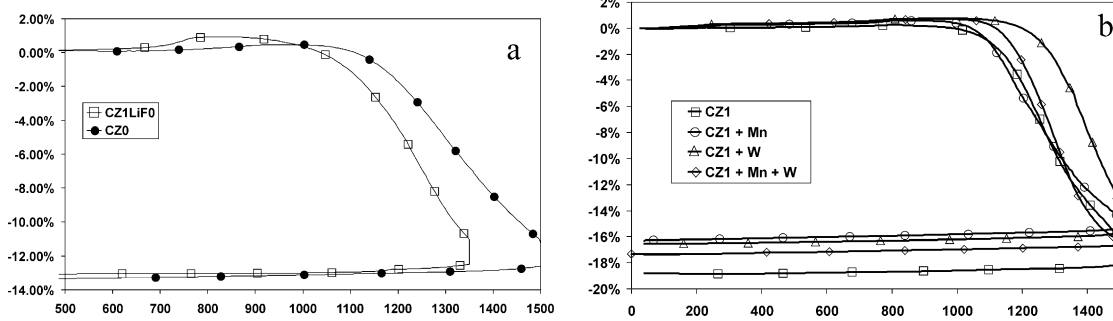 2.00%
0.00%
-2.00%
-4.00%
-6.00%
-8.00%
-10.00%
-12.00%
-14.00%
500 600 700 800 900 1000 1100 1200 1300 1400 1500
a
CZ1LiF0
CZ0
2%
0%
-2%
-4%
-6%
-8%
-10%
-12%
-14%
-16%
-18%
-20%
0 200 400 600 800 1000 1200 1400
b
CZ1
CZ1 + Mn
CZ1 + W
CZ1 + Mn + W